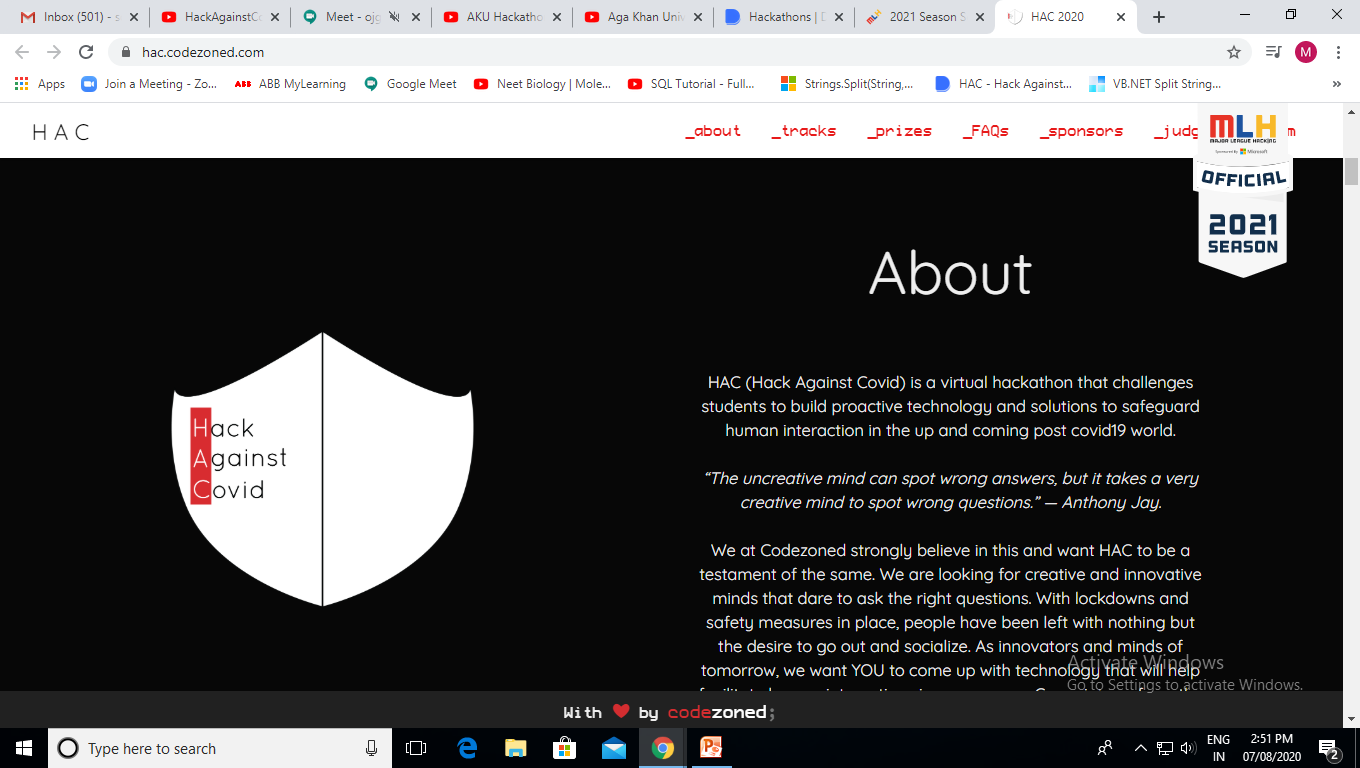 Inbox (501) - s
HackAgainstCo
Meet - ojg
AKU Hackatho
Aga Khan Univ
Hackathons | D
2021 Season S
HAC 2020
hac.codezoned.com
M
Apps
Join a Meeting - Zo...
ABB
ABB MyLearning
Google Meet
Neet Biology | Mole...
SQL Tutorial - Full...
Strings.Split(String,...
HAC - Hack Against...
VB.NET Split String...
»
HAC
_about
_tracks
_prizes
_FAQs
_sponsors
_judg
m
MLH
MAJOR LEAGUE HACKING
Microsoft
OFFICIAL
2021
SEASON
Hack
Against
Covid
About
HAC (Hack Against Covid) is a virtual hackathon that challenges
students to build proactive technology and solutions to safeguard
human interaction in the up and coming post covid19 world.
“The uncreative mind can spot wrong answers, but it takes a very
creative mind to spot wrong questions.” — Anthony Jay.
We at Codezoned strongly believe in this and want HAC to be a
testament of the same. We are looking for creative and innovative
minds that dare to ask the right questions. With lockdowns and
safety measures in place, people have been left with nothing but
the desire to go out and socialize. As innovators and minds of
tomorrow, we want YOU to come up with technology that will help
Activate Windows
Go to Settings to activate Windows.
With ❤ by codezoned;
Type here to search
ENG
IN
2:51 PM
07/08/2020
2